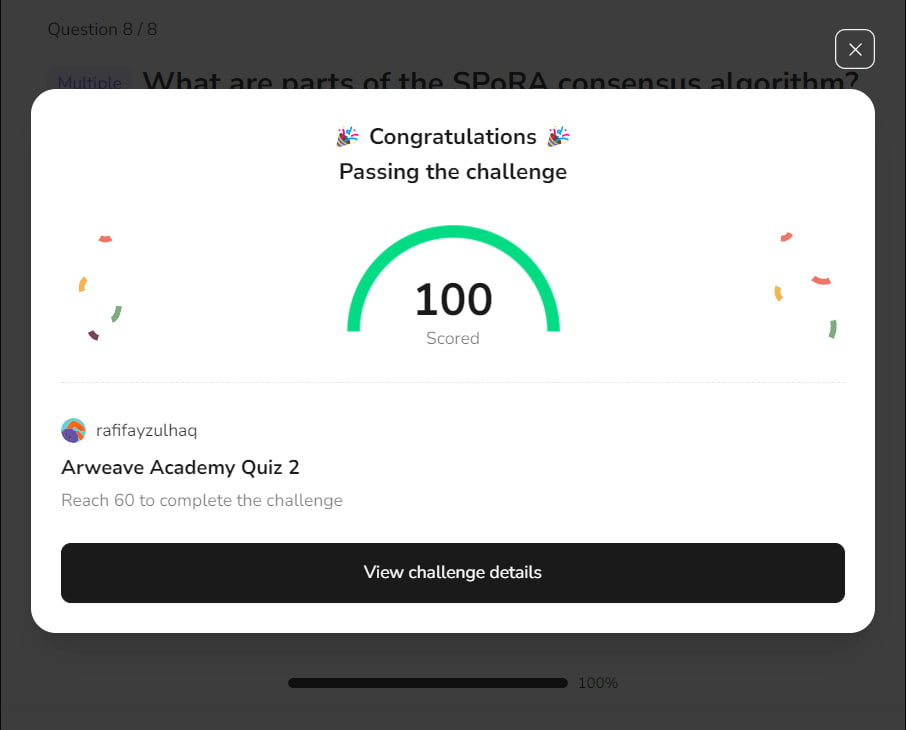 Question 8 / 8
Multiple
What are parts of the SPoRA consensus algorithm?
Congratulations
Passing the challenge
100
Scored
rafifayzulhaq
Arweave Academy Quiz 2
Reach 60 to complete the challenge
View challenge details
100%